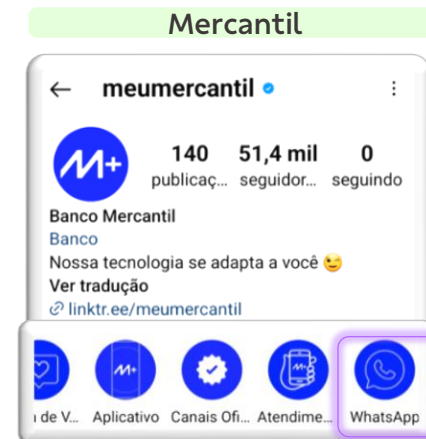 Mercantil
← meumercantil
M+
140 51,4 mil 0
publicaç... seguidor... seguindo
Banco Mercantil
Banco
Nossa tecnologia se adapta a você 😉
Ver tradução
linktr.ee/meumercantil
M+ M+
de V... Aplicativo Canais Ofi... Atendime... WhatsApp